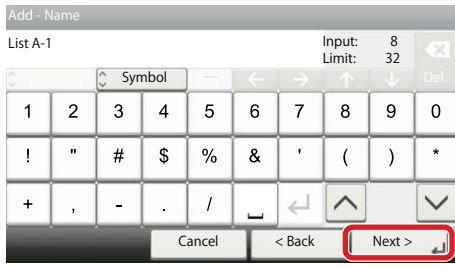 Add - Name
List A-1
Input: 8
Limit: 32
Symbol Del.
1 2 3 4 5 6 7 8 9 0
! " # $ % & ' ( ) *
+ , - . /
Cancel < Back Next >